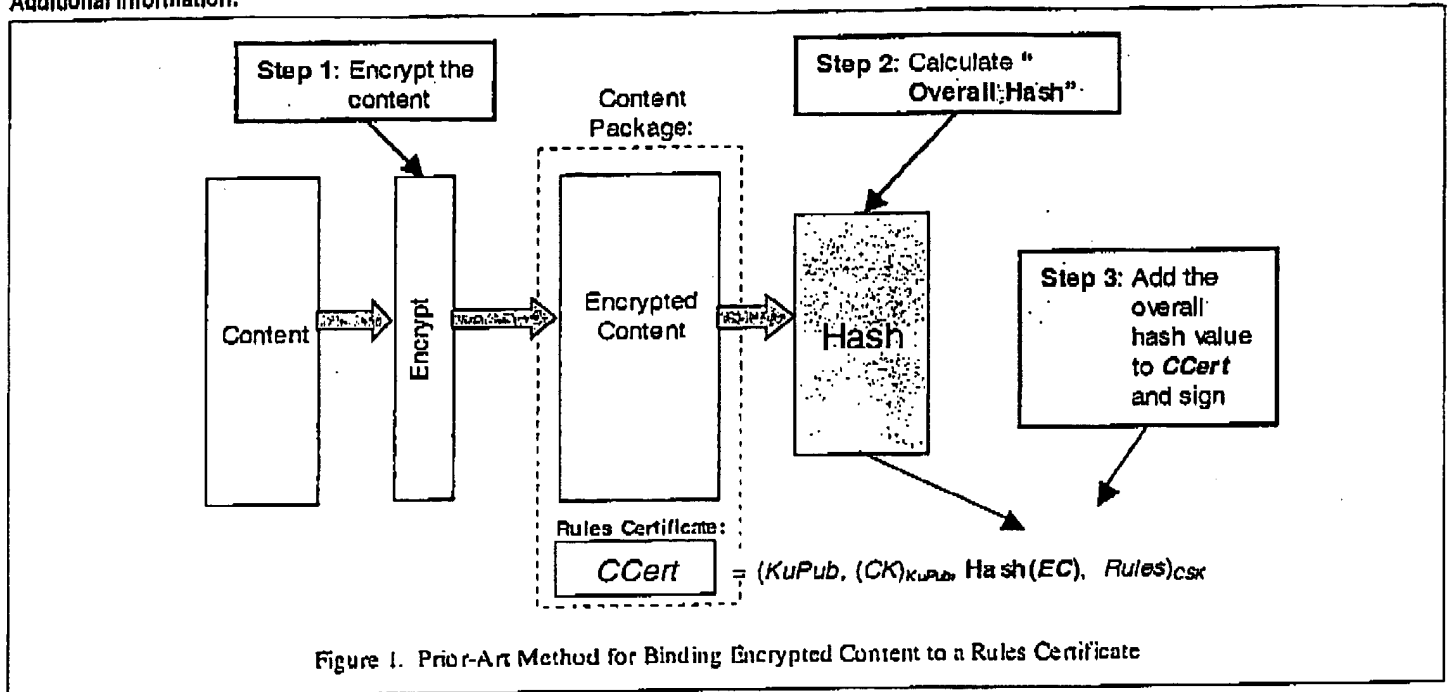 Additional Information:
Step 1: Encrypt the
content
Step 2: Calculate "
Overall Hash"
Content
Package:
Content
Encrypt
Encrypted
Content
Hash
Step 3: Add the
overall
hash value
to CCert
and sign
Rules Certificate:
CCert = (KuPub, (CK)KuPub, Hash(EC), Rules)CSK
Figure 1. Prior-Art Method for Binding Encrypted Content to a Rules Certificate